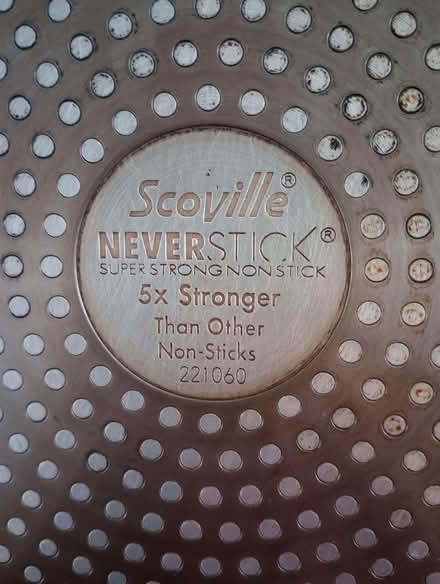 Scoville®
NEVERSTICK®
SUPER STRONG NON STICK
5x Stronger
Than Other
Non-Sticks
221060